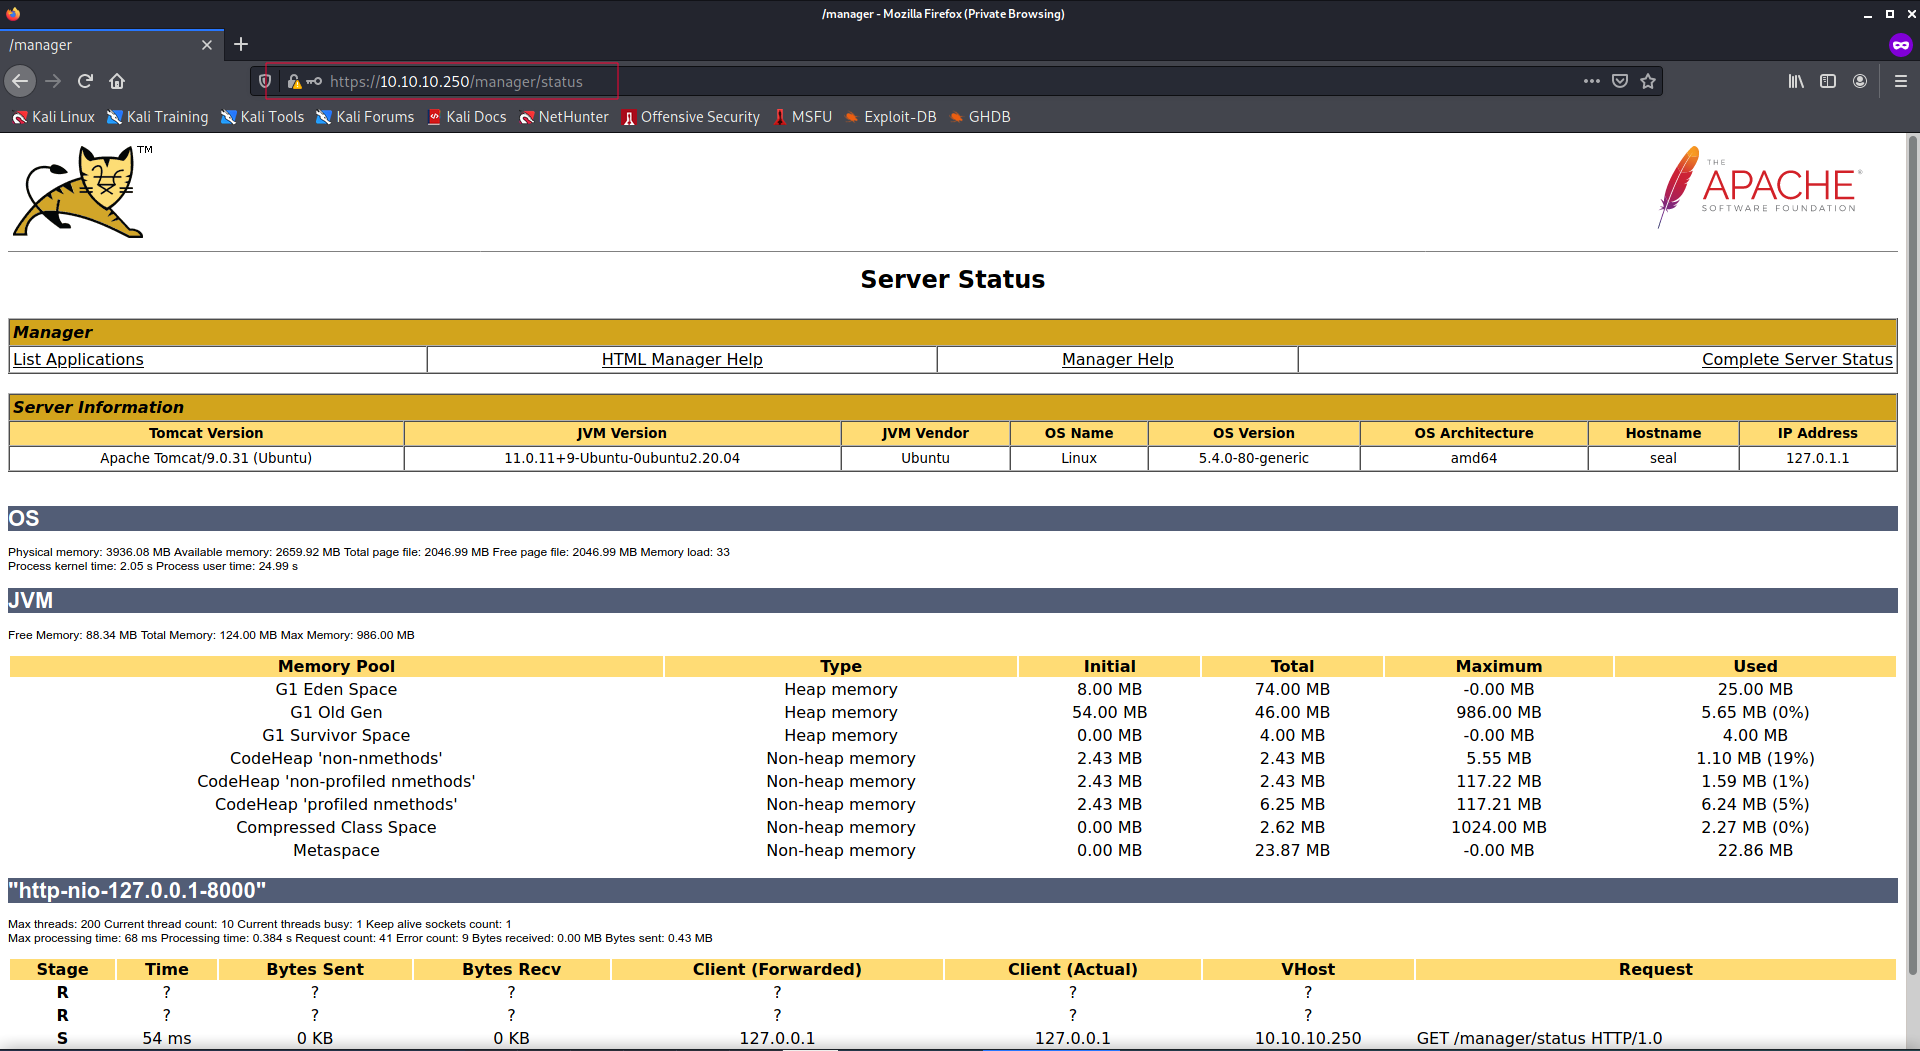 /manager - Mozilla Firefox (Private Browsing)
/manager
https://10.10.10.250/manager/status
Kali Linux Kali Training Kali Tools Kali Forums Kali Docs NetHunter Offensive Security MSFU Exploit-DB GHDB
TM
THE
APACHE®
SOFTWARE FOUNDATION
Server Status
Manager
List Applications HTML Manager Help Manager Help Complete Server Status
Server Information
Tomcat Version JVM Version JVM Vendor OS Name OS Version OS Architecture Hostname IP Address
Apache Tomcat/9.0.31 (Ubuntu) 11.0.11+9-Ubuntu-0ubuntu2.20.04 Ubuntu Linux 5.4.0-80-generic amd64 seal 127.0.1.1
OS
Physical memory: 3936.08 MB Available memory: 2659.92 MB Total page file: 2046.99 MB Free page file: 2046.99 MB Memory load: 33
Process kernel time: 2.05 s Process user time: 24.99 s
JVM
Free Memory: 88.34 MB Total Memory: 124.00 MB Max Memory: 986.00 MB
Memory Pool Type Initial Total Maximum Used
G1 Eden Space Heap memory 8.00 MB 74.00 MB -0.00 MB 25.00 MB
G1 Old Gen Heap memory 54.00 MB 46.00 MB 986.00 MB 5.65 MB (0%)
G1 Survivor Space Heap memory 0.00 MB 4.00 MB -0.00 MB 4.00 MB
CodeHeap 'non-nmethods' Non-heap memory 2.43 MB 2.43 MB 5.55 MB 1.10 MB (19%)
CodeHeap 'non-profiled nmethods' Non-heap memory 2.43 MB 2.43 MB 117.22 MB 1.59 MB (1%)
CodeHeap 'profiled nmethods' Non-heap memory 2.43 MB 6.25 MB 117.21 MB 6.24 MB (5%)
Compressed Class Space Non-heap memory 0.00 MB 2.62 MB 1024.00 MB 2.27 MB (0%)
Metaspace Non-heap memory 0.00 MB 23.87 MB -0.00 MB 22.86 MB
"http-nio-127.0.0.1-8000"
Max threads: 200 Current thread count: 10 Current threads busy: 1 Keep alive sockets count: 1
Max processing time: 68 ms Processing time: 0.384 s Request count: 41 Error count: 9 Bytes received: 0.00 MB Bytes sent: 0.43 MB
Stage Time Bytes Sent Bytes Recv Client (Forwarded) Client (Actual) VHost Request
R ? ? ? ? ? ?
R ? ? ? ? ? ?
S 54 ms 0 KB 0 KB 127.0.0.1 127.0.0.1 10.10.10.250 GET /manager/status HTTP/1.0